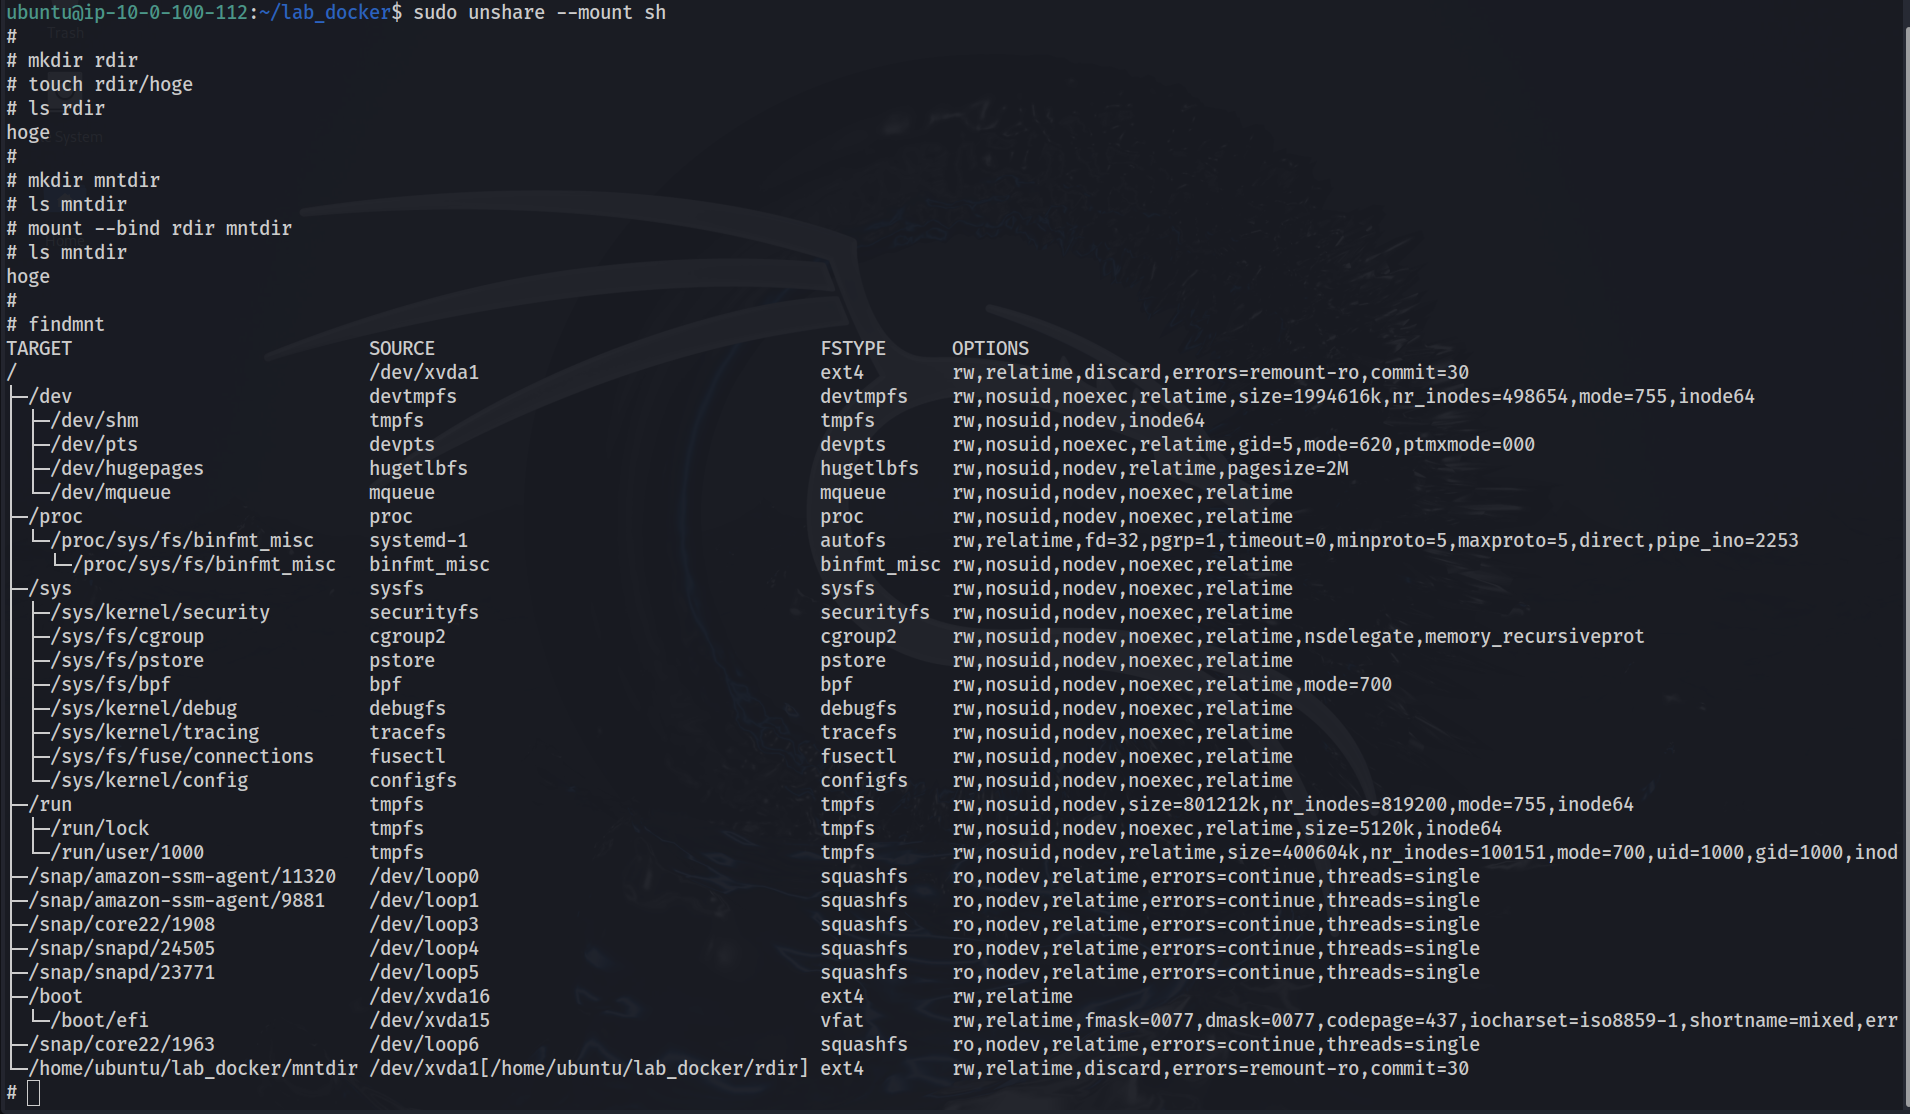 ubuntu@ip-10-0-100-112:~/lab_docker$ sudo unshare --mount sh
Trash
#
# mkdir rdir
# touch rdir/hoge
# ls rdir
hoge
System
#
# mkdir mntdir
# ls mntdir
# mount --bind rdir mntdir
# ls mntdir
hoge
#
# findmnt
TARGET SOURCE FSTYPE OPTIONS
/ /dev/xvda1 ext4 rw,relatime,discard,errors=remount-ro,commit=30
├─/dev devtmpfs devtmpfs rw,nosuid,noexec,relatime,size=1994616k,nr_inodes=498654,mode=755,inode64
│ ├─/dev/shm tmpfs tmpfs rw,nosuid,nodev,inode64
│ ├─/dev/pts devpts devpts rw,nosuid,noexec,relatime,gid=5,mode=620,ptmxmode=000
│ ├─/dev/hugepages hugetlbfs hugetlbfs rw,nosuid,nodev,relatime,pagesize=2M
│ └─/dev/mqueue mqueue mqueue rw,nosuid,nodev,noexec,relatime
├─/proc proc proc rw,nosuid,nodev,noexec,relatime
│ └─/proc/sys/fs/binfmt_misc systemd-1 autofs rw,relatime,fd=32,pgrp=1,timeout=0,minproto=5,maxproto=5,direct,pipe_ino=2253
│   └─/proc/sys/fs/binfmt_misc binfmt_misc binfmt_misc rw,nosuid,nodev,noexec,relatime
├─/sys sysfs sysfs rw,nosuid,nodev,noexec,relatime
│ ├─/sys/kernel/security securityfs securityfs rw,nosuid,nodev,noexec,relatime
│ ├─/sys/fs/cgroup cgroup2 cgroup2 rw,nosuid,nodev,noexec,relatime,nsdelegate,memory_recursiveprot
│ ├─/sys/fs/pstore pstore pstore rw,nosuid,nodev,noexec,relatime
│ ├─/sys/fs/bpf bpf bpf rw,nosuid,nodev,noexec,relatime,mode=700
│ ├─/sys/kernel/debug debugfs debugfs rw,nosuid,nodev,noexec,relatime
│ ├─/sys/kernel/tracing tracefs tracefs rw,nosuid,nodev,noexec,relatime
│ ├─/sys/fs/fuse/connections fusectl fusectl rw,nosuid,nodev,noexec,relatime
│ └─/sys/kernel/config configfs configfs rw,nosuid,nodev,noexec,relatime
├─/run tmpfs tmpfs rw,nosuid,nodev,size=801212k,nr_inodes=819200,mode=755,inode64
│ ├─/run/lock tmpfs tmpfs rw,nosuid,nodev,noexec,relatime,size=5120k,inode64
│ └─/run/user/1000 tmpfs tmpfs rw,nosuid,nodev,relatime,size=400604k,nr_inodes=100151,mode=700,uid=1000,gid=1000,inod
├─/snap/amazon-ssm-agent/11320 /dev/loop0 squashfs ro,nodev,relatime,errors=continue,threads=single
├─/snap/amazon-ssm-agent/9881 /dev/loop1 squashfs ro,nodev,relatime,errors=continue,threads=single
├─/snap/core22/1908 /dev/loop3 squashfs ro,nodev,relatime,errors=continue,threads=single
├─/snap/snapd/24505 /dev/loop4 squashfs ro,nodev,relatime,errors=continue,threads=single
├─/snap/snapd/23771 /dev/loop5 squashfs ro,nodev,relatime,errors=continue,threads=single
├─/boot /dev/xvda16 ext4 rw,relatime
│ └─/boot/efi /dev/xvda15 vfat rw,relatime,fmask=0077,dmask=0077,codepage=437,iocharset=iso8859-1,shortname=mixed,err
├─/snap/core22/1963 /dev/loop6 squashfs ro,nodev,relatime,errors=continue,threads=single
└─/home/ubuntu/lab_docker/mntdir /dev/xvda1[/home/ubuntu/lab_docker/rdir] ext4 rw,relatime,discard,errors=remount-ro,commit=30
#